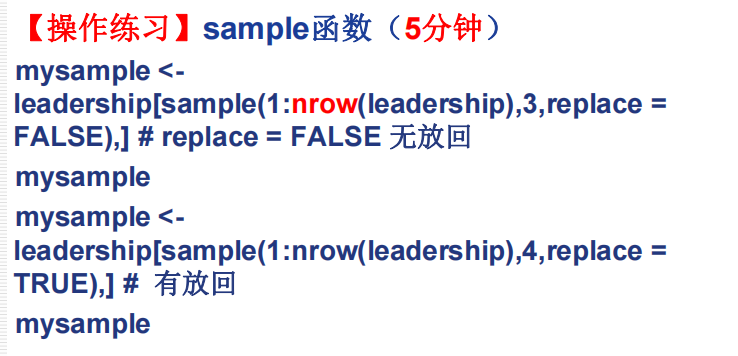 【操作练习】sample函数（5分钟）
mysample <-
leadership[sample(1:nrow(leadership),3,replace =
FALSE),] # replace = FALSE 无放回
mysample
mysample <-
leadership[sample(1:nrow(leadership),4,replace =
TRUE),] # 有放回
mysample